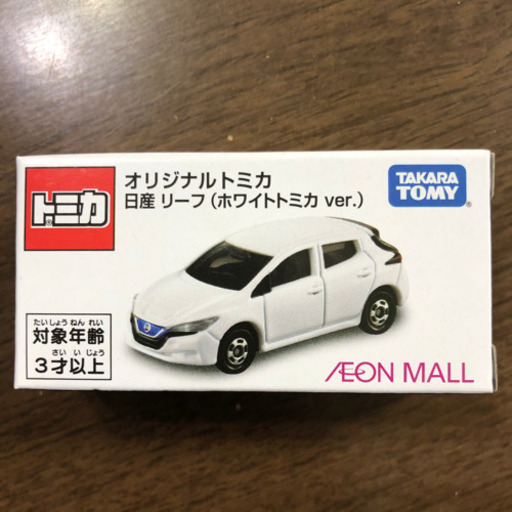 トミカ
オリジナルトミカ
日産 リーフ (ホワイトトミカ ver.)
TAKARA
TOMY
たいしょう ねん れい
対象年齢
さい い じょう
3才以上
ÆON MALL